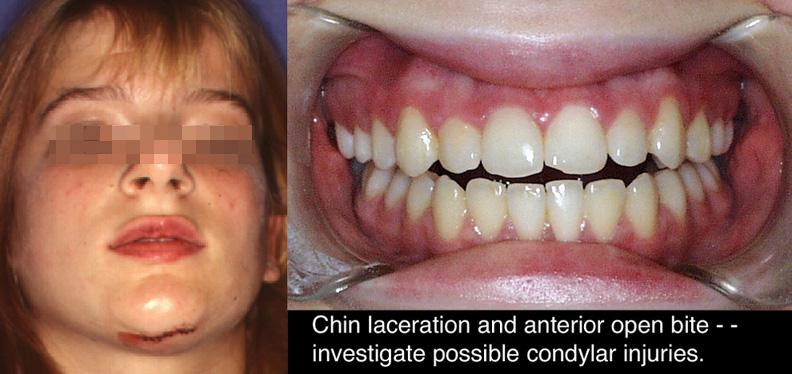 Chin laceration and anterior open bite - -
investigate possible condylar injuries.